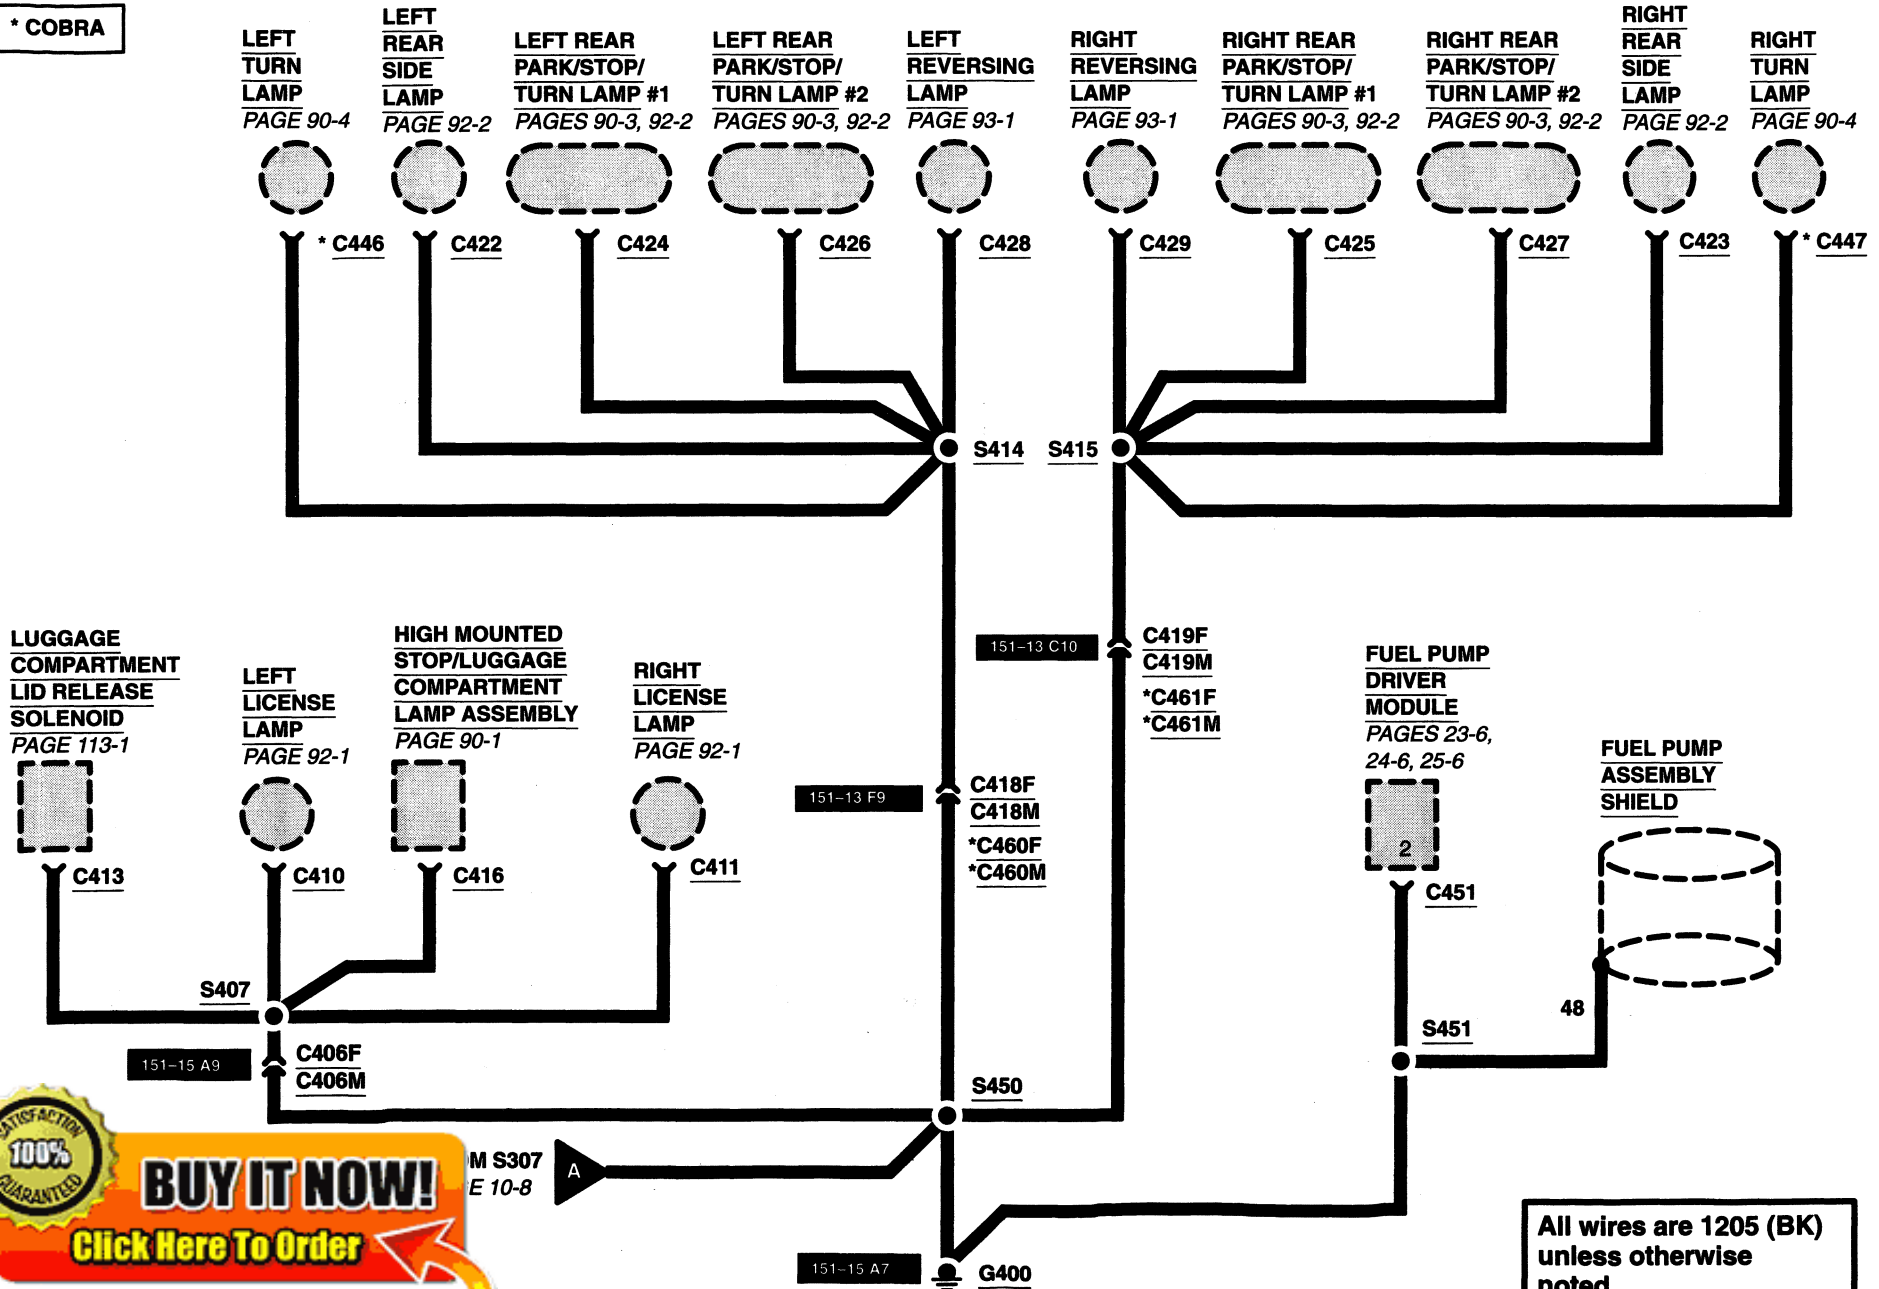 * COBRA
LEFT
TURN
LAMP
PAGE 90-4
LEFT
REAR
SIDE
LAMP
PAGE 92-2
LEFT REAR
PARK/STOP/
TURN LAMP #1
PAGES 90-3, 92-2
LEFT REAR
PARK/STOP/
TURN LAMP #2
PAGES 90-3, 92-2
LEFT
REVERSING
LAMP
PAGE 93-1
RIGHT
REVERSING
LAMP
PAGE 93-1
RIGHT REAR
PARK/STOP/
TURN LAMP #1
PAGES 90-3, 92-2
RIGHT REAR
PARK/STOP/
TURN LAMP #2
PAGES 90-3, 92-2
RIGHT
REAR
SIDE
LAMP
PAGE 92-2
RIGHT
TURN
LAMP
PAGE 90-4
* C446
C422
C424
C426
C428
C429
C425
C427
C423
* C447
S414
S415
LUGGAGE
COMPARTMENT
LID RELEASE
SOLENOID
PAGE 113-1
LEFT
LICENSE
LAMP
PAGE 92-1
HIGH MOUNTED
STOP/LUGGAGE
COMPARTMENT
LAMP ASSEMBLY
PAGE 90-1
RIGHT
LICENSE
LAMP
PAGE 92-1
151-13 C10
C419F
C419M
*C461F
*C461M
151-13 F9
C418F
C418M
*C460F
*C460M
FUEL PUMP
DRIVER
MODULE
PAGES 23-6,
24-6, 25-6
2
FUEL PUMP
ASSEMBLY
SHIELD
C413
C410
C416
C411
C451
S407
48
S451
151-15 A9
C406F
C406M
S450
M S307
E 10-8
A
SATISFACTION
100%
GUARANTEED
BUY IT NOW!
Click Here To Order
151-15 A7
G400
All wires are 1205 (BK)
unless otherwise
noted